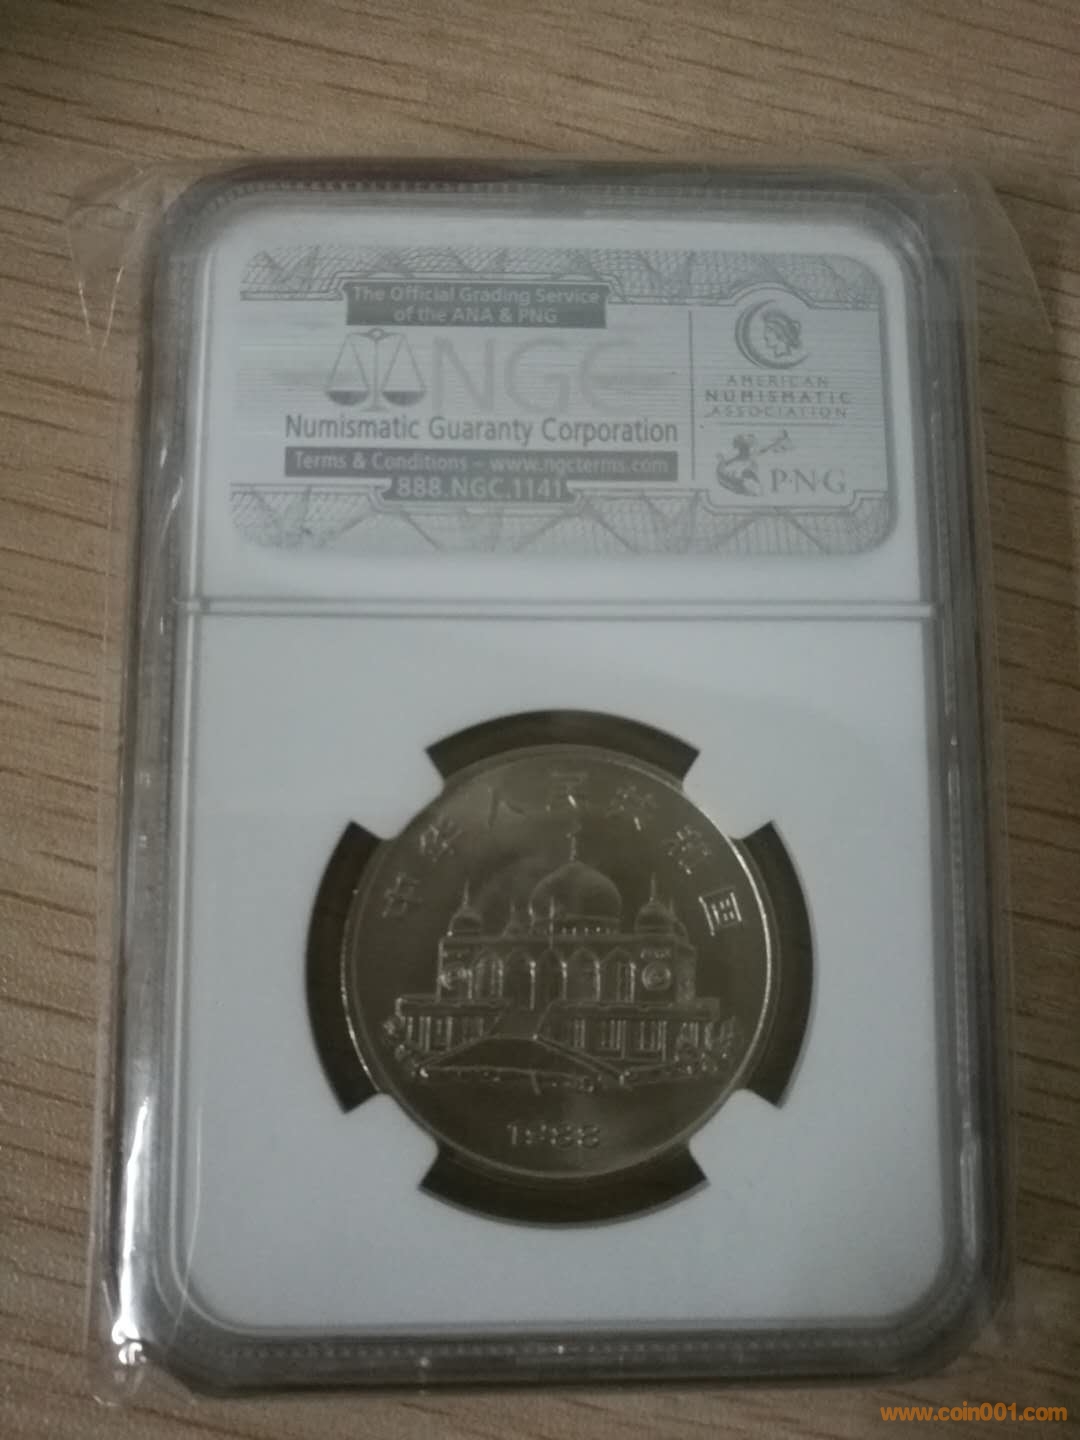 The Official Grading Service
of the ANA & PNG
NGC
Numismatic Guaranty Corporation
Terms & Conditions – www.ngcterms.com
888.NGC.1141
AMERICAN
NUMISMATIC
ASSOCIATION
P·N·G
中华人民共和国
1988
www.coin001.com